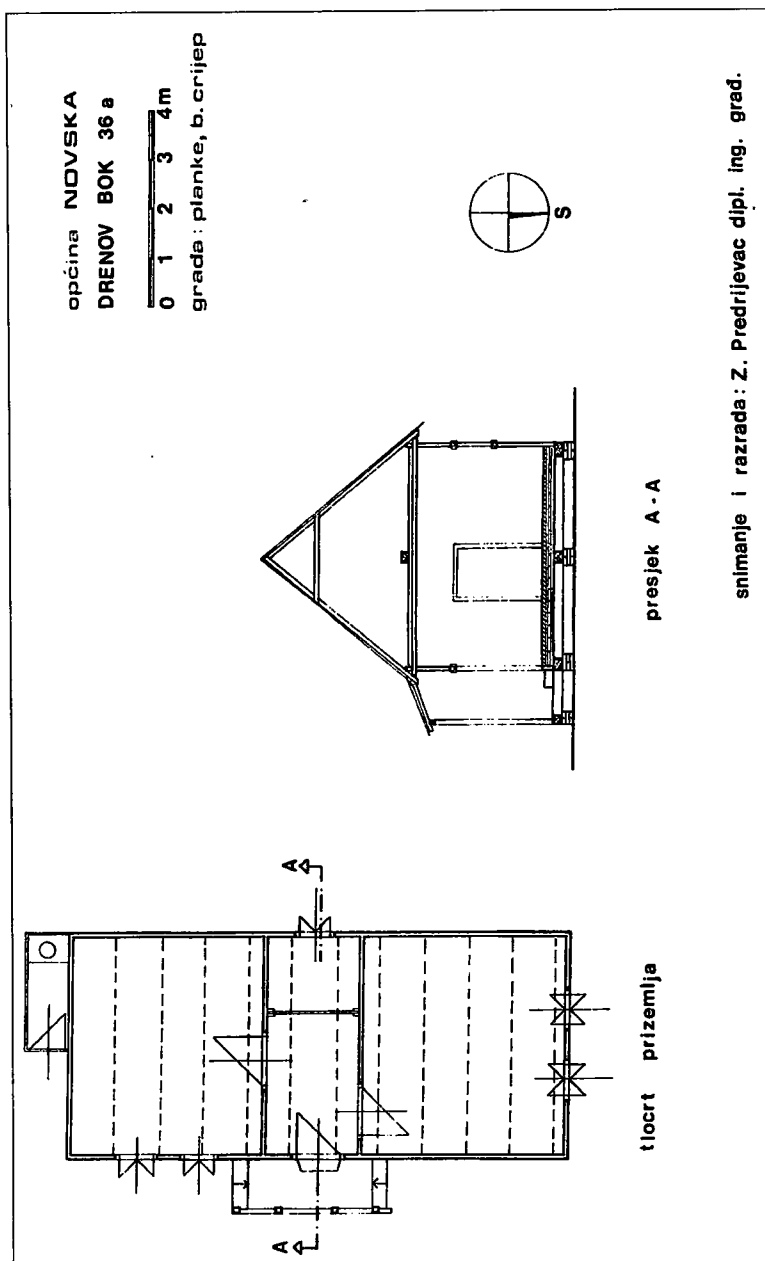 općina NOVSKA
DRENOV BOK 36 a
0 1 2 3 4m
građa : planke, b. crijep
S
A
A
tlocrt prizemlja
presjek A - A
snimanje i razrada : Z. Predrijevac dipl. ing. građ.